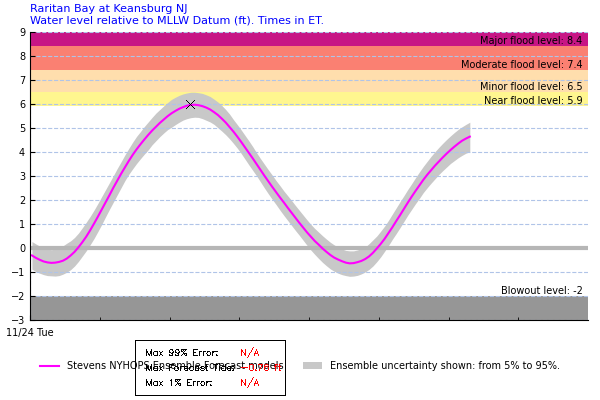 Raritan Bay at Keansburg NJ
Water level relative to MLLW Datum (ft). Times in ET.
9
Major flood level: 8.4
8
Moderate flood level: 7.4
7
Minor flood level: 6.5
Near flood level: 5.9
6
5
4
3
2
1
0
−1
Blowout level: -2
−2
−3
11/24 Tue
Max 99% Error: N/A
Stevens NYHOPS Ensemble Forecast models
Ensemble uncertainty shown: from 5% to 95%.
Max Forecast Tide:
Max 1% Error: N/A